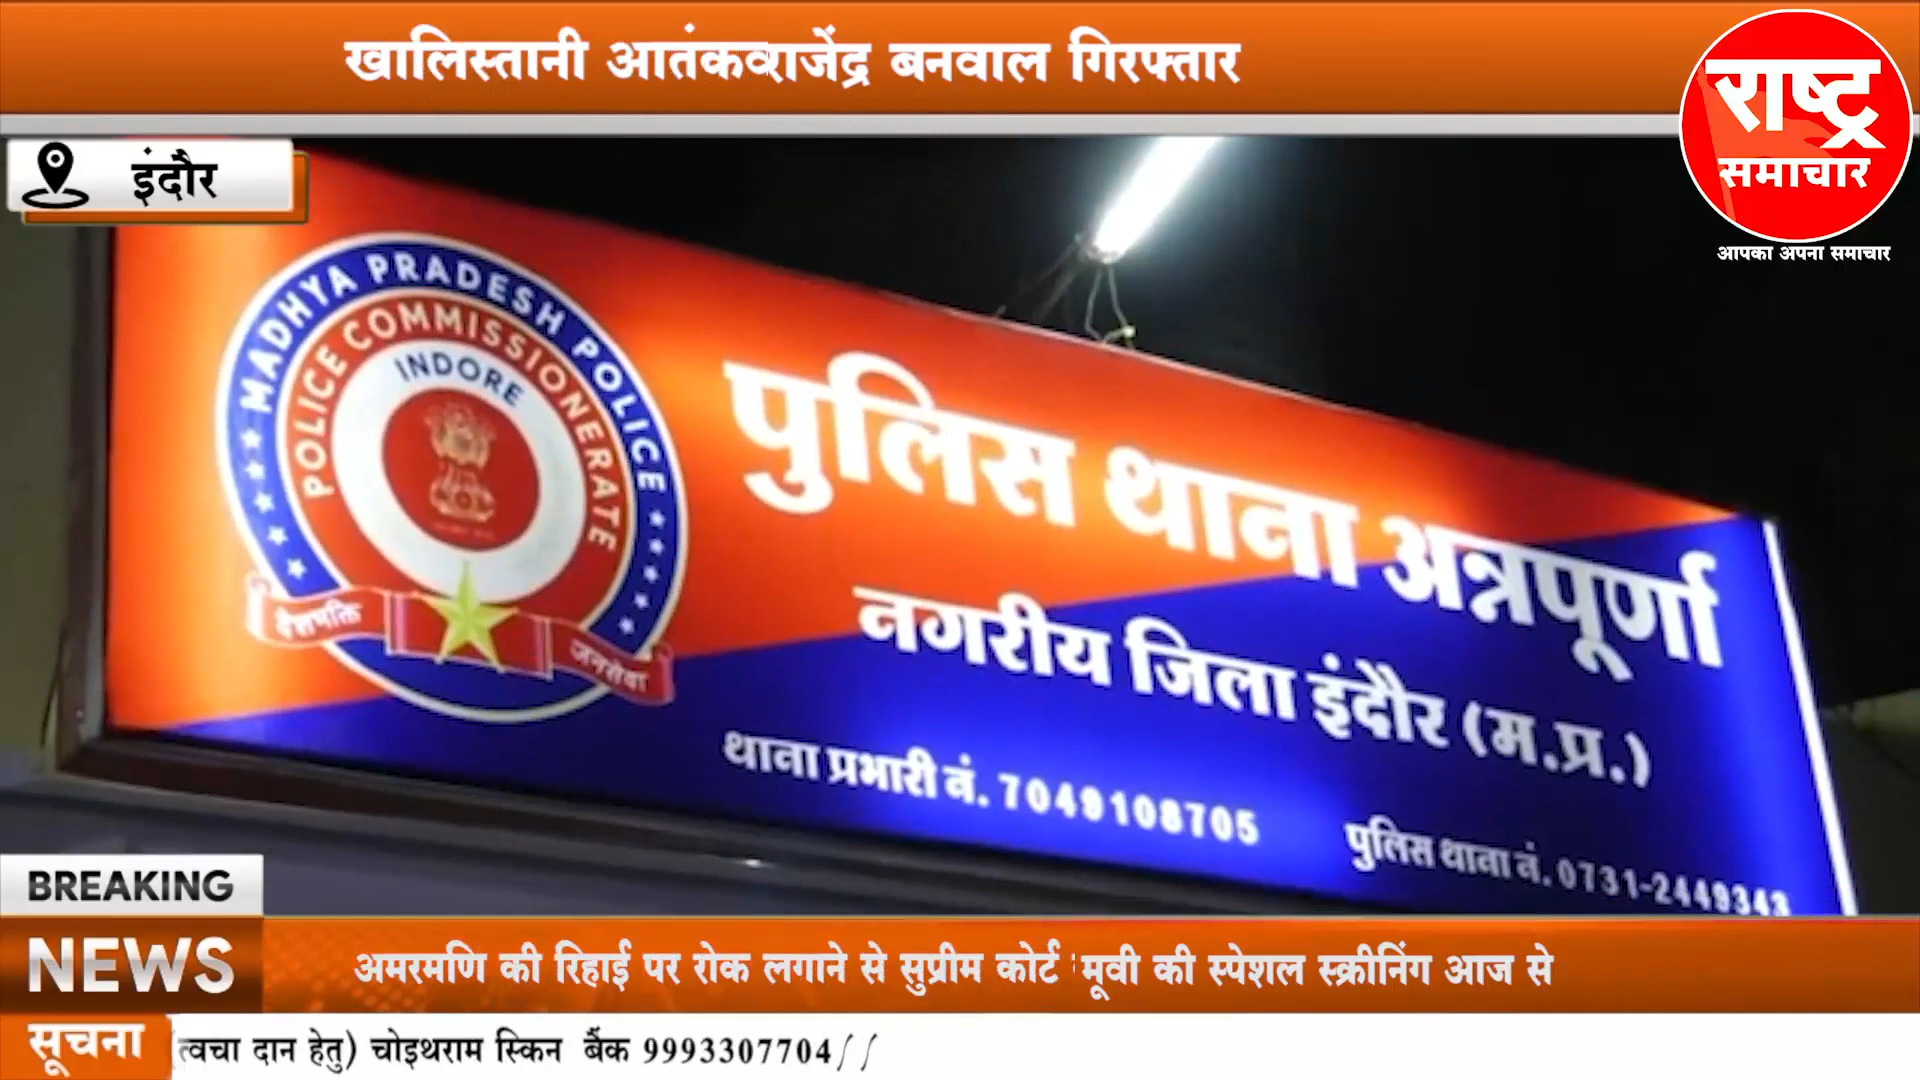 खालिस्तानी आतंकवराजेंद्र बनवाल गिरफ्तार
राष्ट्र
समाचार
आपका अपना समाचार
इंदौर
MADHYA PRADESH POLICE
POLICE COMMISSIONERATE
INDORE
देशभक्ति
जनसेवा
पुलिस थाना अन्नपूर्णा
नगरीय जिला इंदौर (म.प्र.)
थाना प्रभारी नं. 7049108705
पुलिस थाना नं. 0731-2449343
BREAKING
NEWS
अमरमणि की रिहाई पर रोक लगाने से सुप्रीम कोर्ट मूवी की स्पेशल स्क्रीनिंग आज से
सूचना
त्वचा दान हेतु) चोइथराम स्किन बैंक 9993307704//